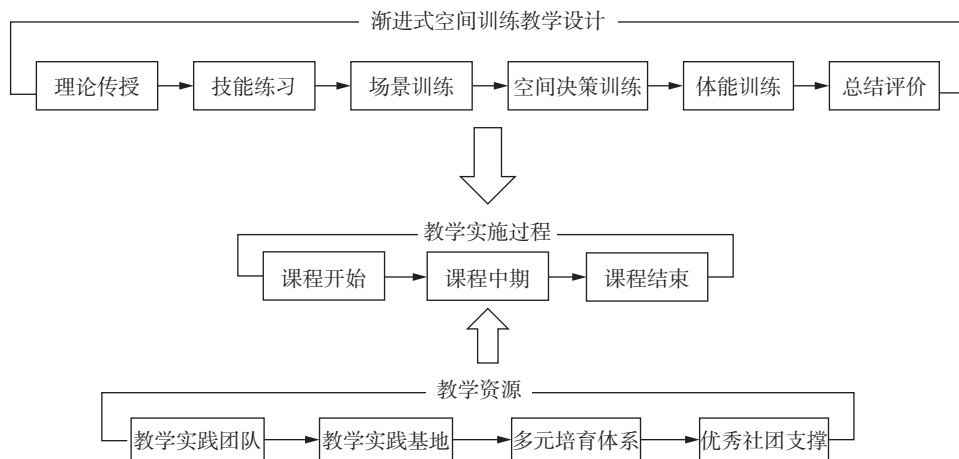 渐进式空间训练教学设计
理论传授 技能练习 场景训练 空间决策训练 体能训练 总结评价
教学实施过程
课程开始 课程中期 课程结束
教学资源
教学实践团队 教学实践基地 多元培育体系 优秀社团支撑